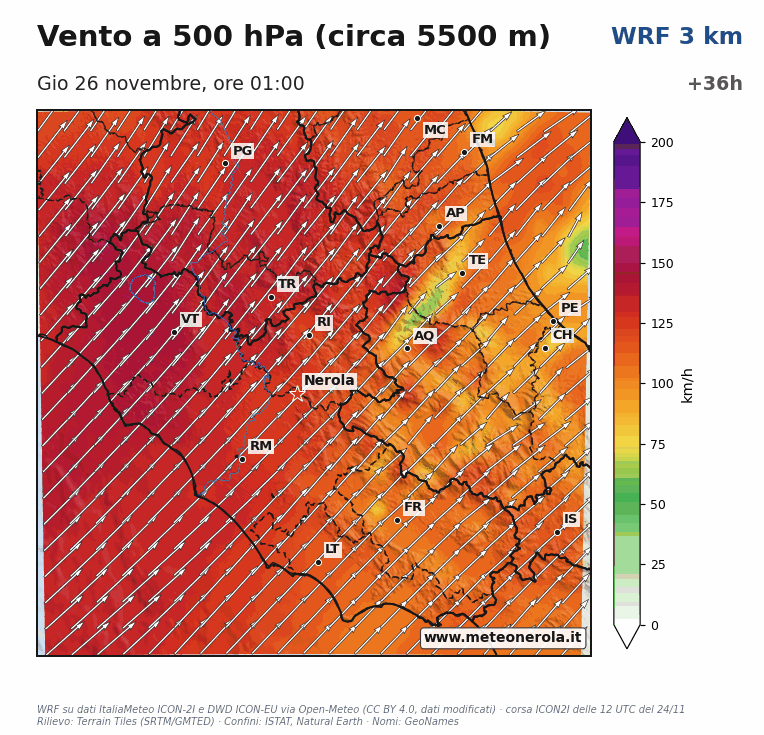 Vento a 500 hPa (circa 5500 m)
WRF 3 km
Gio 26 novembre, ore 01:00
+36h
MC
FM
PG
AP
TE
TR
PE
VT
RI
AQ
CH
Nerola
RM
FR
IS
LT
www.meteonerola.it
200
175
150
125
100
75
50
25
0
km/h
WRF su dati ItaliaMeteo ICON-2I e DWD ICON-EU via Open-Meteo (CC BY 4.0, dati modificati) · corsa ICON2I delle 12 UTC del 24/11
Rilievo: Terrain Tiles (SRTM/GMTED) · Confini: ISTAT, Natural Earth · Nomi: GeoNames